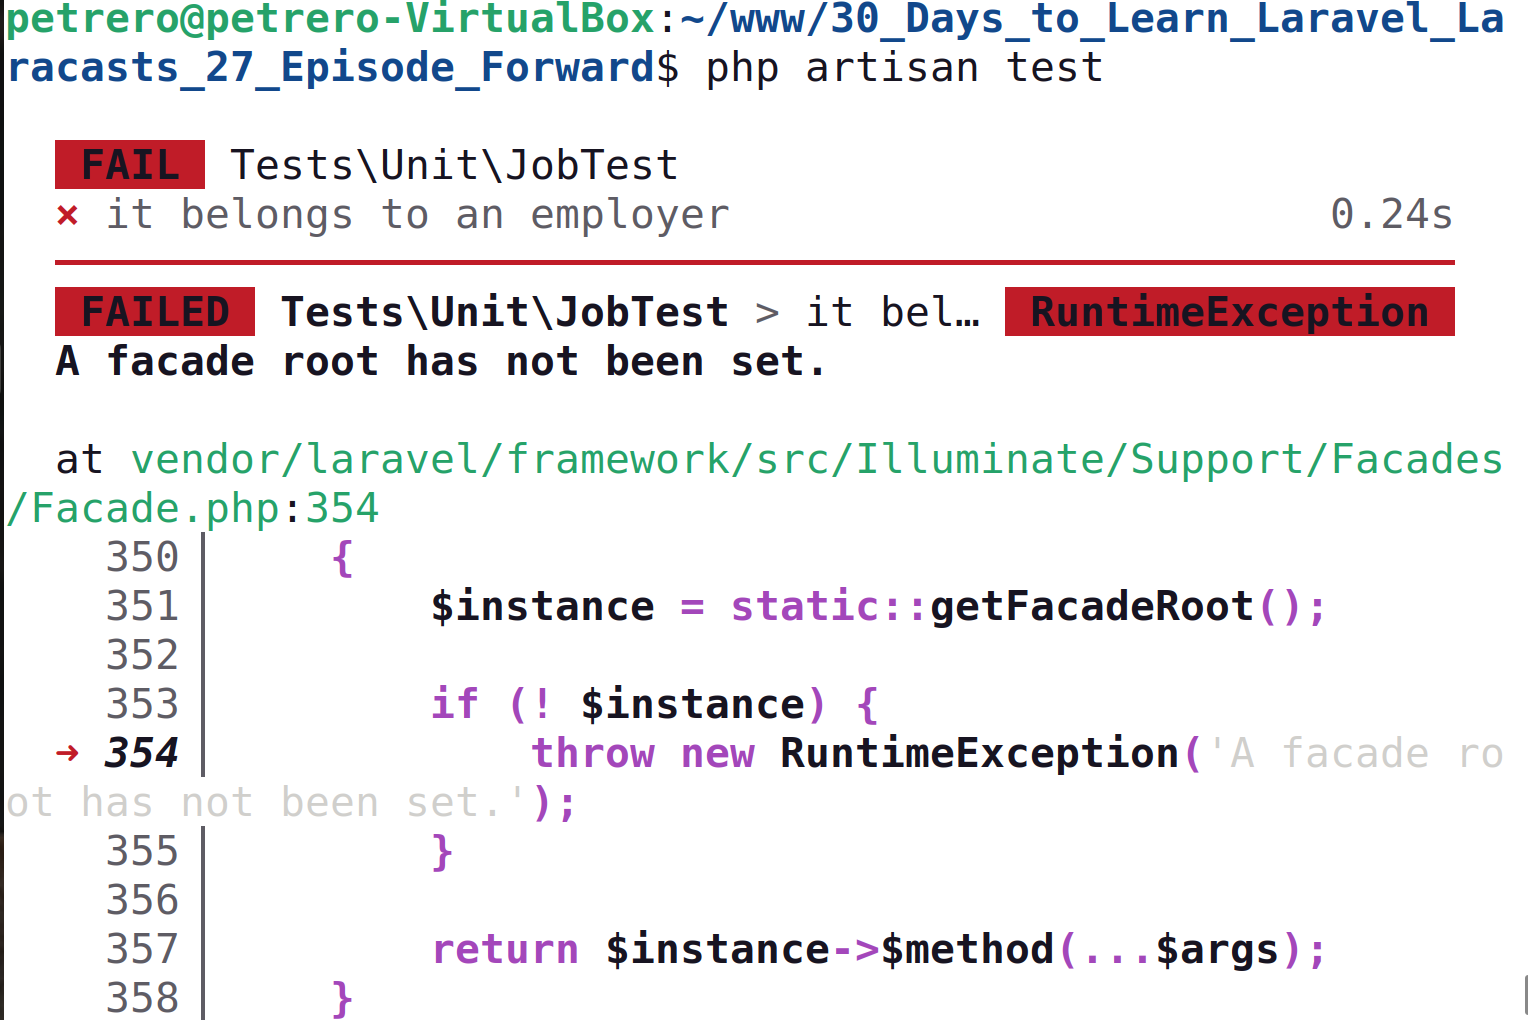 petrero@petrero-VirtualBox:~/www/30_Days_to_Learn_Laravel_La
racasts_27_Episode_Forward$ php artisan test
FAIL Tests\Unit\JobTest
× it belongs to an employer 0.24s
FAILED Tests\Unit\JobTest > it bel… RuntimeException
A facade root has not been set.
at vendor/laravel/framework/src/Illuminate/Support/Facades
/Facade.php:354
350 {
351 $instance = static::getFacadeRoot();
352
353 if (! $instance) {
➜ 354 throw new RuntimeException('A facade ro
ot has not been set.');
355 }
356
357 return $instance->$method(...$args);
358 }